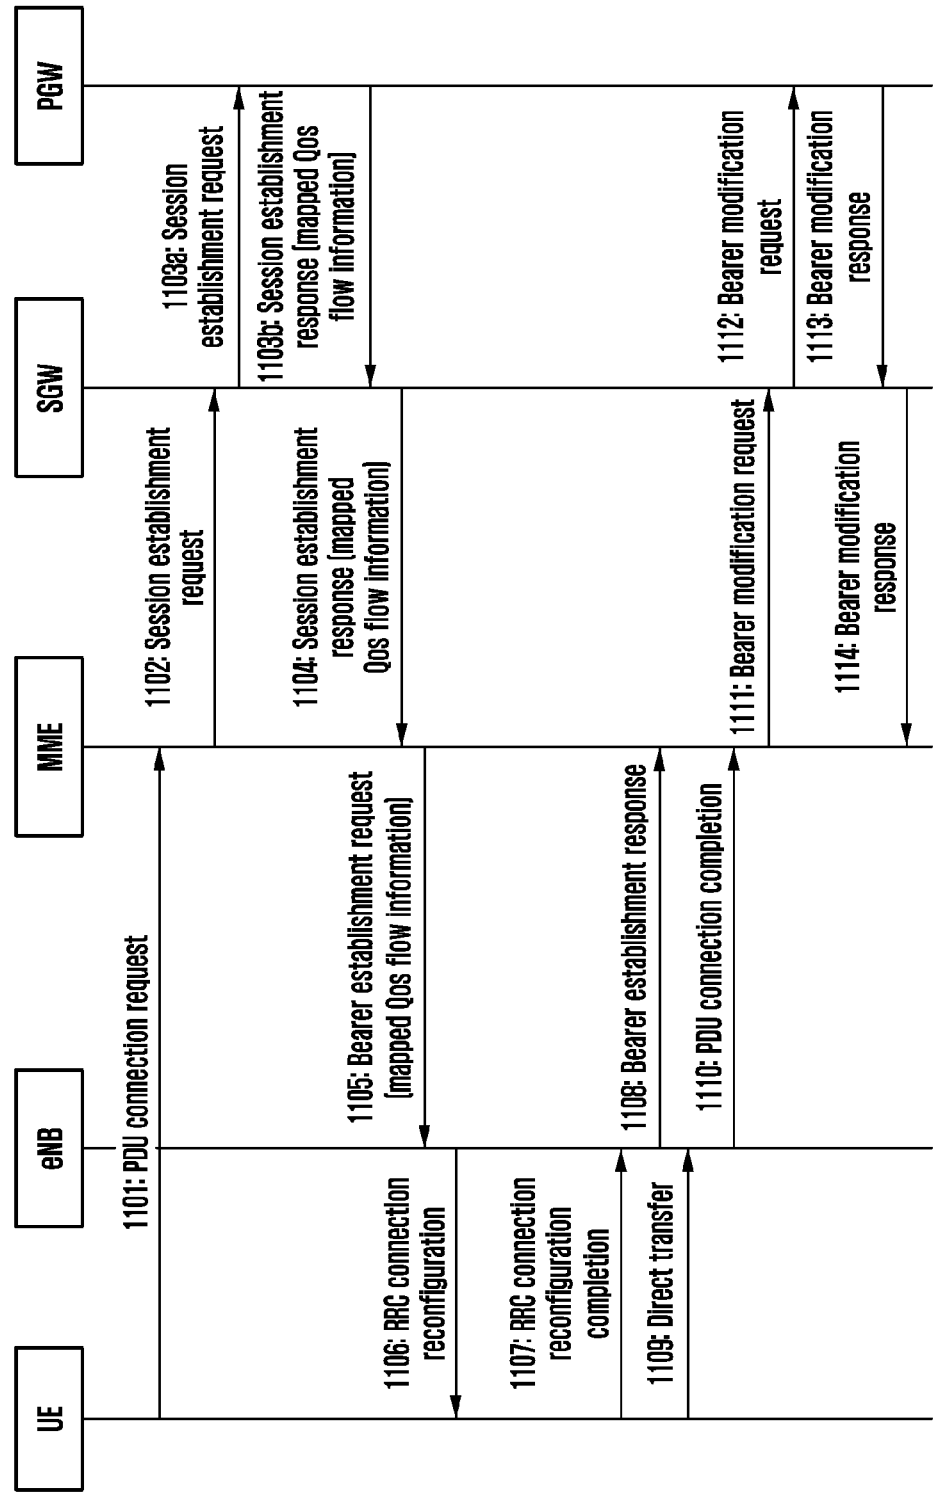 UE
eNB
MME
SGW
PGW
1101: PDU connection request
1102: Session establishment
request
1103a: Session
establishment request
1103b: Session establishment
response (mapped Qos
flow information)
1104: Session establishment
response (mapped
Qos flow information)
1105: Bearer establishment request
(mapped Qos flow information)
1106: RRC connection
reconfiguration
1107: RRC connection
reconfiguration
completion
1108: Bearer establishment response
1109: Direct transfer
1110: PDU connection completion
1111: Bearer modification request
1112: Bearer modification
request
1113: Bearer modification
response
1114: Bearer modification
response